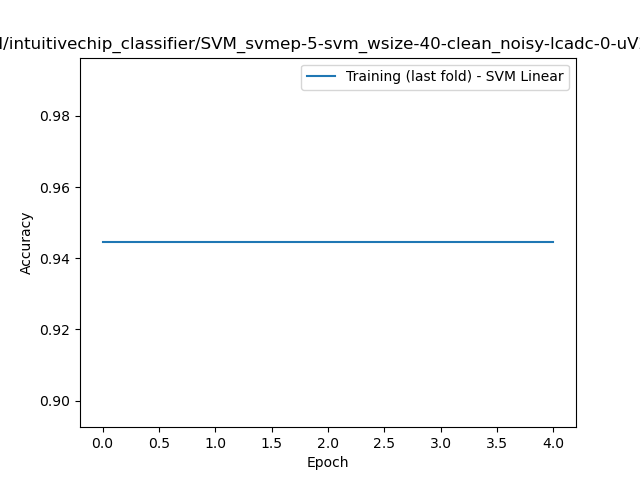 l/intuitivechip_classifier/SVM_svmep-5-svm_wsize-40-clean_noisy-lcadc-0-uV
Training (last fold) - SVM Linear
0.98
0.96
0.94
0.92
0.90
Accuracy
0.0 0.5 1.0 1.5 2.0 2.5 3.0 3.5 4.0
Epoch